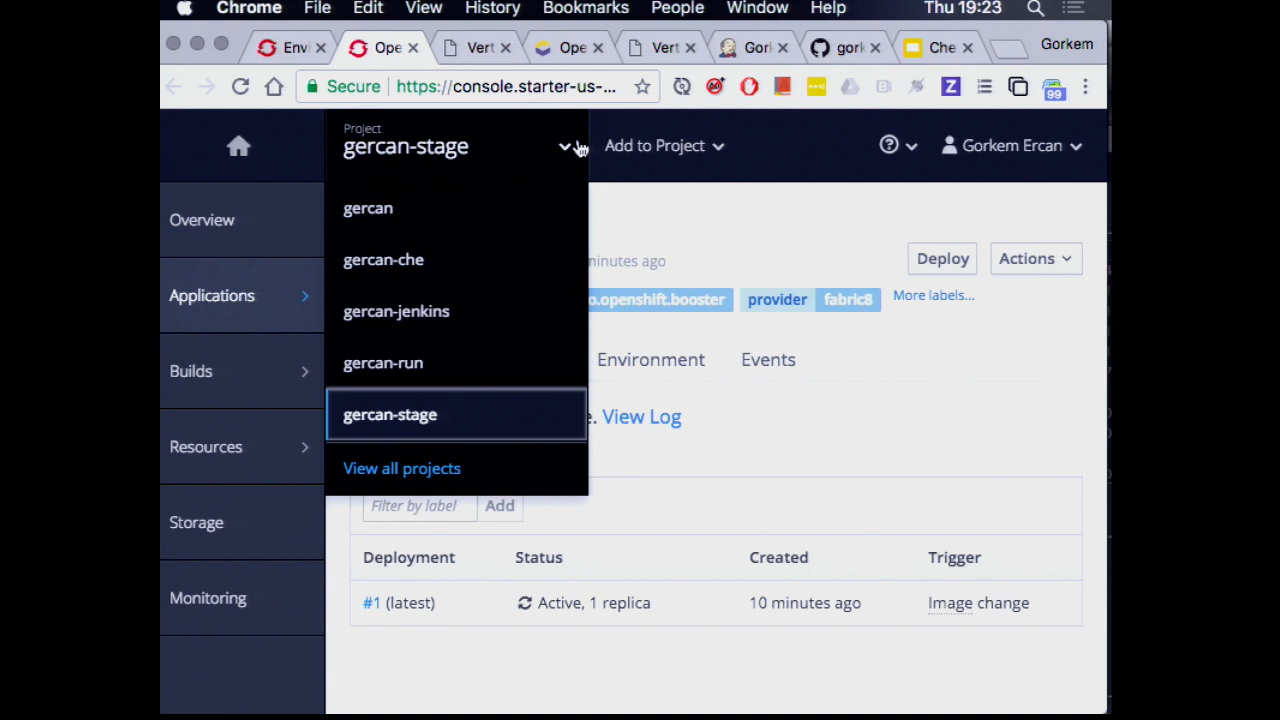 Chrome File Edit View History Bookmarks People Window Help Thu 19:23
Envi Ope Vert Ope Vert Gork gork Che Gorkem
Secure https://console.starter-us-... Z 99
Project
gercan-stage
Add to Project
Gorkem Ercan
Overview
gercan
gercan-che
minutes ago
Deploy
Actions
Applications
gercan-jenkins
o.openshift.booster provider fabric8 More labels...
gercan-run
Environment
Events
Builds
gercan-stage
e. View Log
Resources
View all projects
Filter by label
Add
Storage
Deployment Status Created Trigger
Monitoring
#1 (latest) Active, 1 replica 10 minutes ago Image change